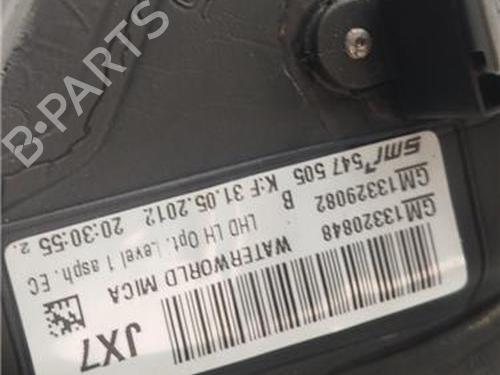 B-PARTS
smr 547 505 K:F 31.05.2012 20:30:55 2.
GM13329082 B
GM13320848 LHD LH Opt. Level 1 asph. EC
WATERWORLD MICA
JX7